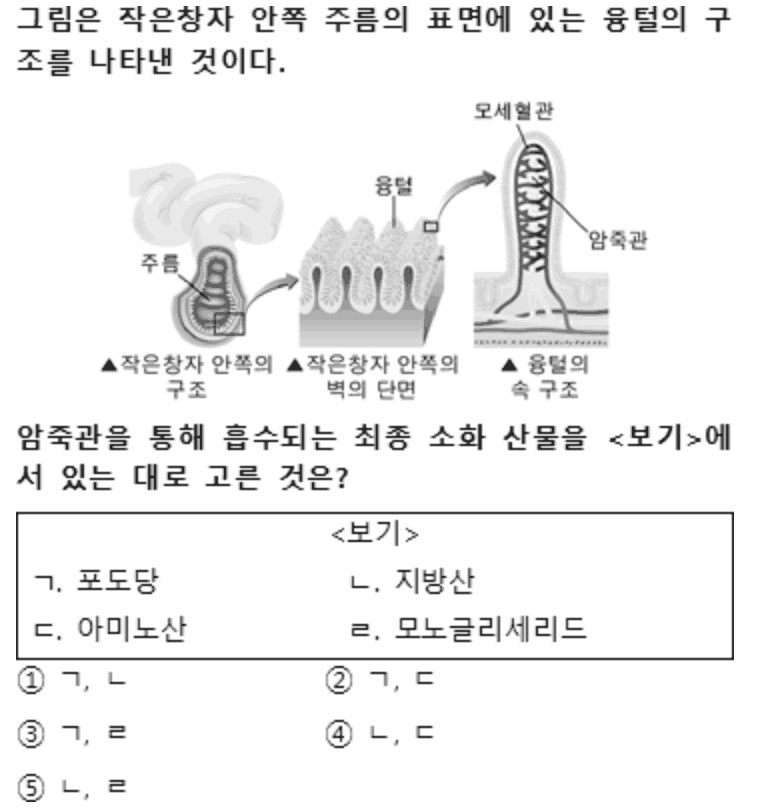 그림은 작은창자 안쪽 주름의 표면에 있는 융털의 구
조를 나타낸 것이다.
모세혈관
융털
암죽관
주름
▲작은창자 안쪽의 구조
▲작은창자 안쪽의 벽의 단면
▲ 융털의 속 구조
암죽관을 통해 흡수되는 최종 소화 산물을 <보기>에
서 있는 대로 고른 것은?
<보기>
ㄱ. 포도당 ㄴ. 지방산
ㄷ. 아미노산 ㄹ. 모노글리세리드
① ㄱ, ㄴ ② ㄱ, ㄷ
③ ㄱ, ㄹ ④ ㄴ, ㄷ
⑤ ㄴ, ㄹ